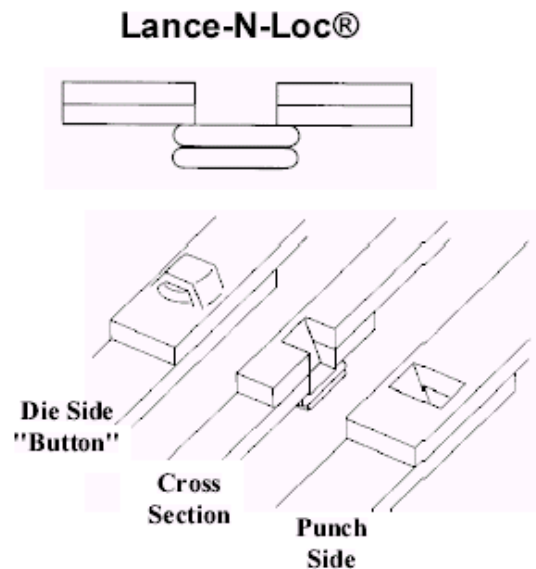 Lance-N-Loc®
Die Side
"Button"
Cross
Section
Punch
Side